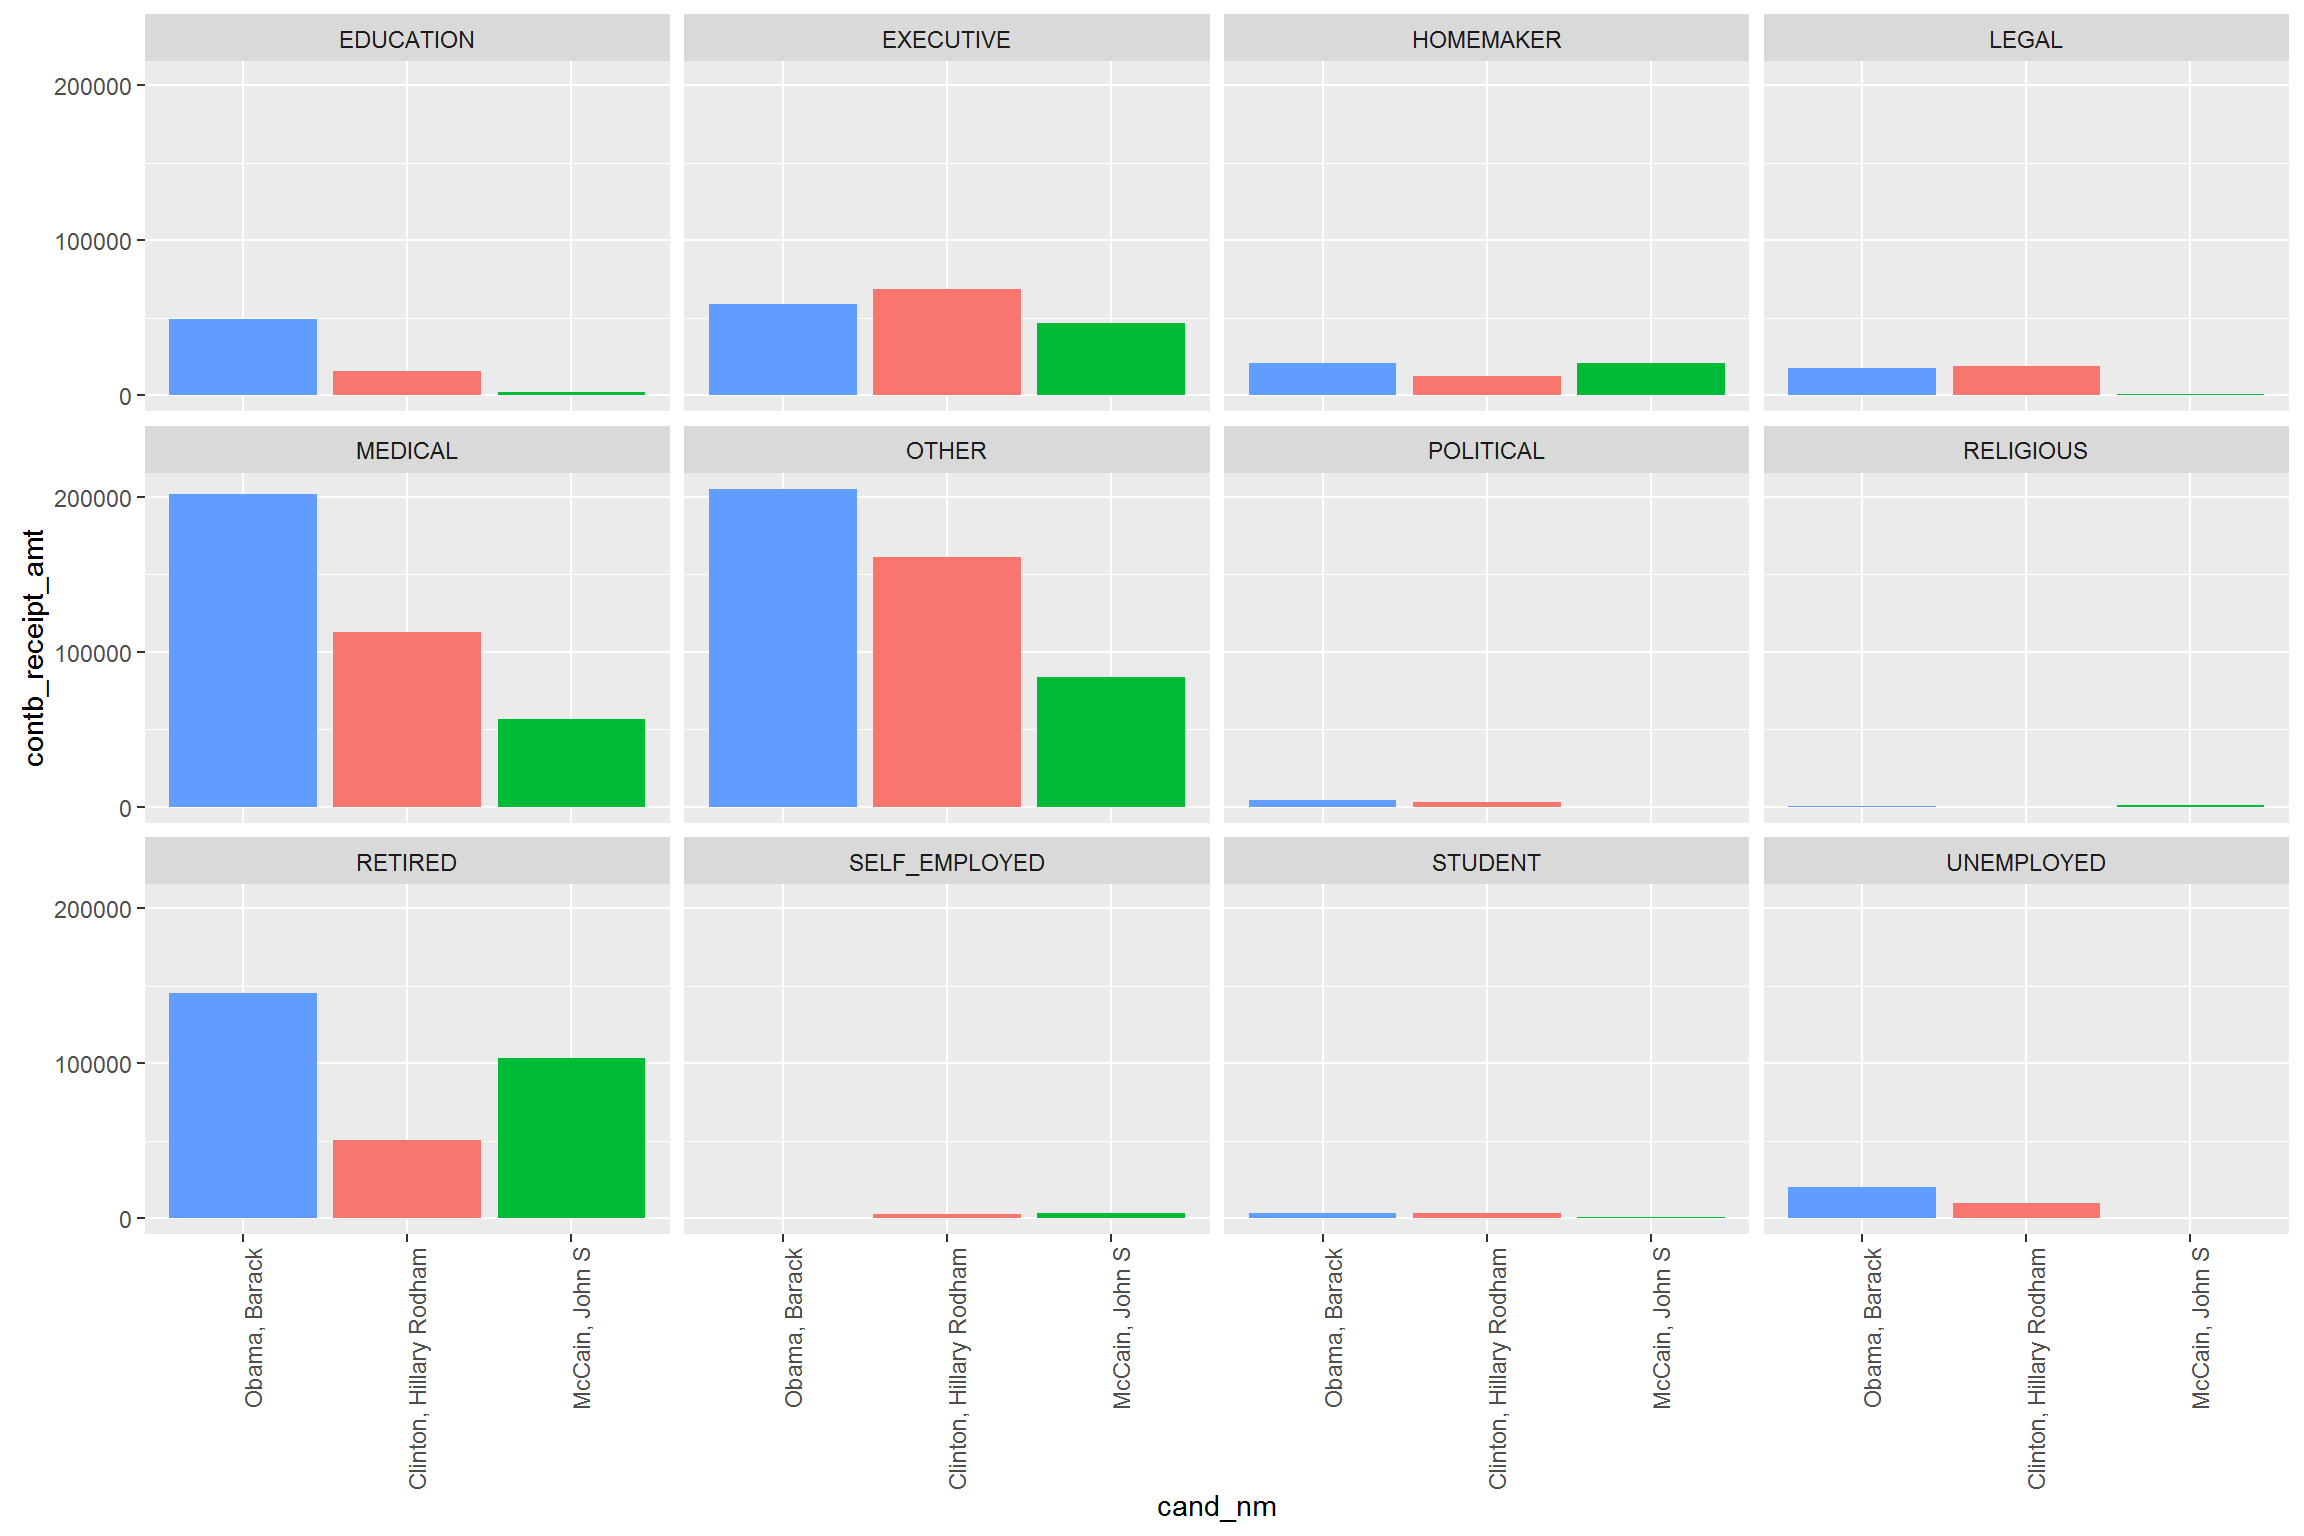 EDUCATION EXECUTIVE HOMEMAKER LEGAL
200000
100000
0
MEDICAL OTHER POLITICAL RELIGIOUS
200000
100000
0
contb_receipt_amt
RETIRED SELF_EMPLOYED STUDENT UNEMPLOYED
200000
100000
0
Obama, Barack
Clinton, Hillary Rodham
McCain, John S
Obama, Barack
Clinton, Hillary Rodham
McCain, John S
Obama, Barack
Clinton, Hillary Rodham
McCain, John S
Obama, Barack
Clinton, Hillary Rodham
McCain, John S
cand_nm